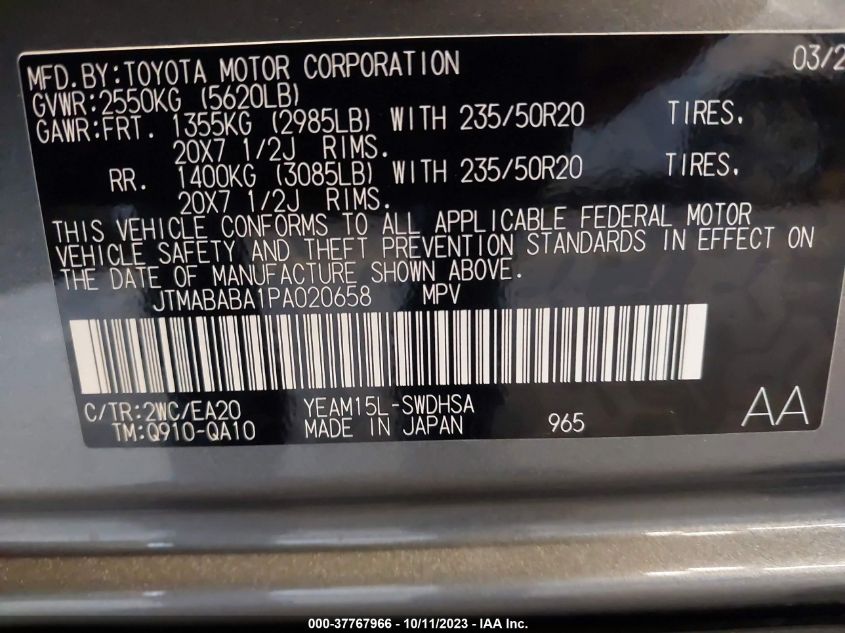 MFD.BY:TOYOTA MOTOR CORPORATION 03/2
GVWR:2550KG (5620LB)
GAWR:FRT. 1355KG (2985LB) WITH 235/50R20 TIRES.
20X7 1/2J RIMS.
RR. 1400KG (3085LB) WITH 235/50R20 TIRES.
20X7 1/2J RIMS.
THIS VEHICLE CONFORMS TO ALL APPLICABLE FEDERAL MOTOR
VEHICLE SAFETY AND THEFT PREVENTION STANDARDS IN EFFECT ON
THE DATE OF MANUFACTURE SHOWN ABOVE.
JTMABABA1PA020658 MPV
C/TR:2WC/EA20 YEAM15L-SWDHSA
TM:Q910-QA10 MADE IN JAPAN 965 AA
000-37767966 - 10/11/2023 - IAA Inc.